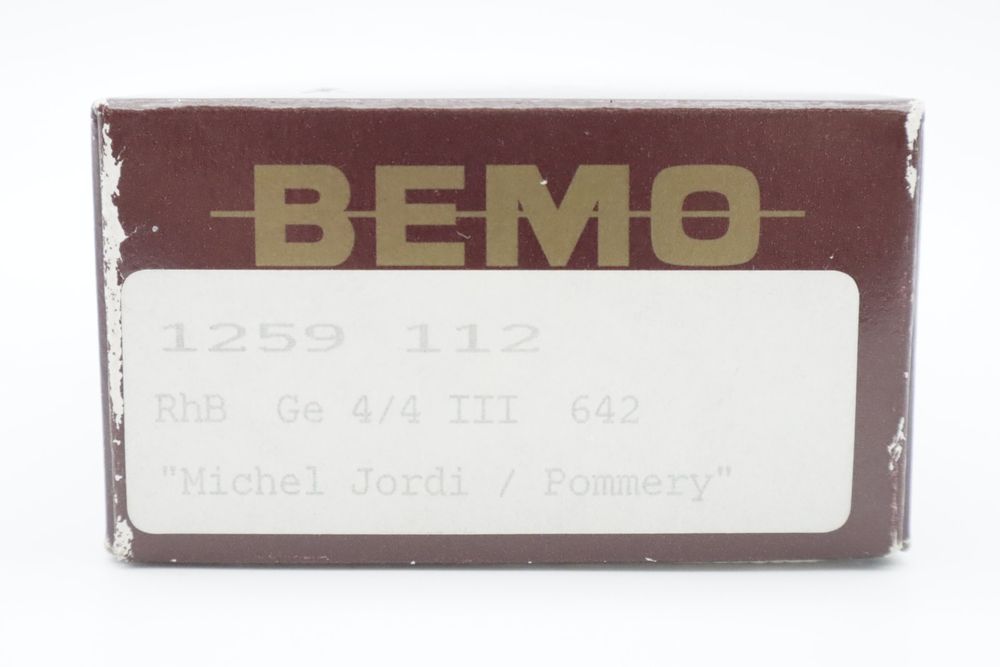 BEMO
1259 112
RhB Ge 4/4 III 642
"Michel Jordi / Pommery"